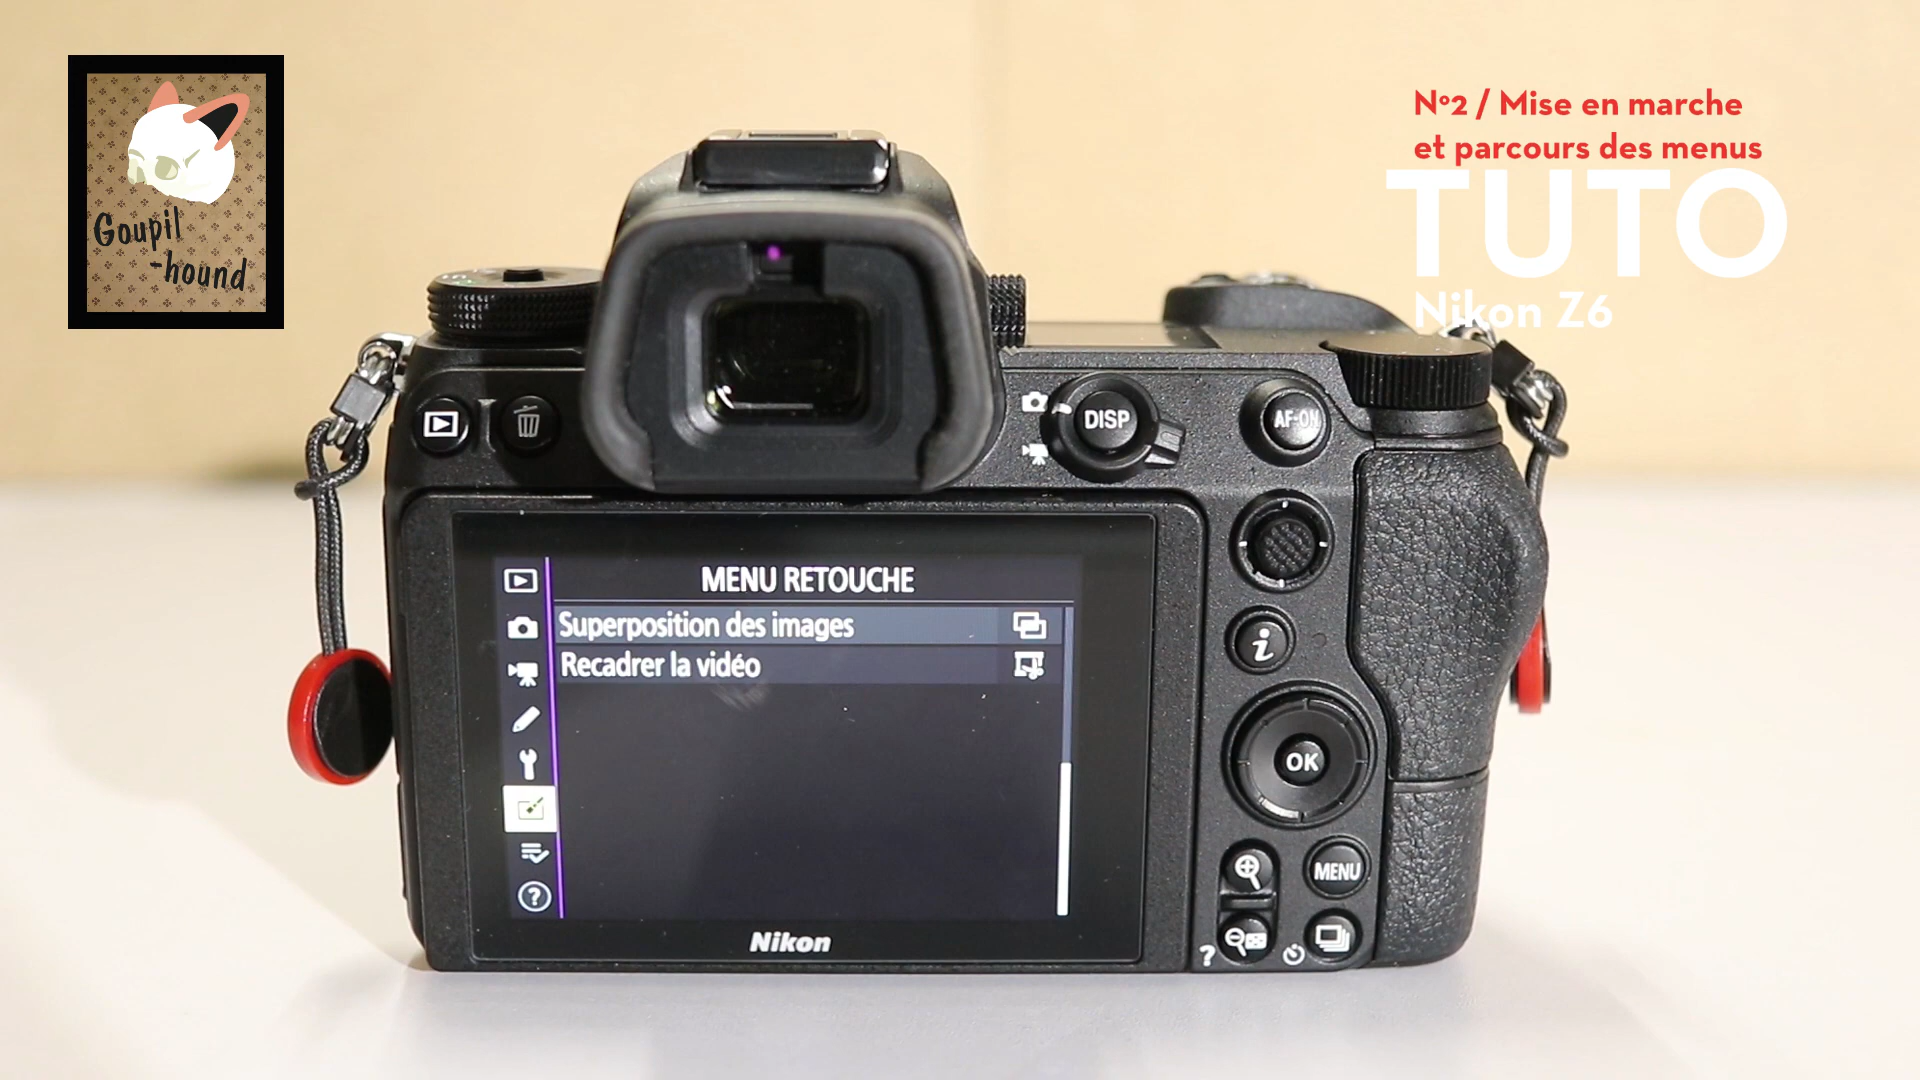 Goupil
-hound
N°2 / Mise en marche
et parcours des menus
TUTO
Nikon Z6
DISP
AF-ON
MENU RETOUCHE
Superposition des images
Recadrer la vidéo
i
OK
MENU
?
?
Nikon